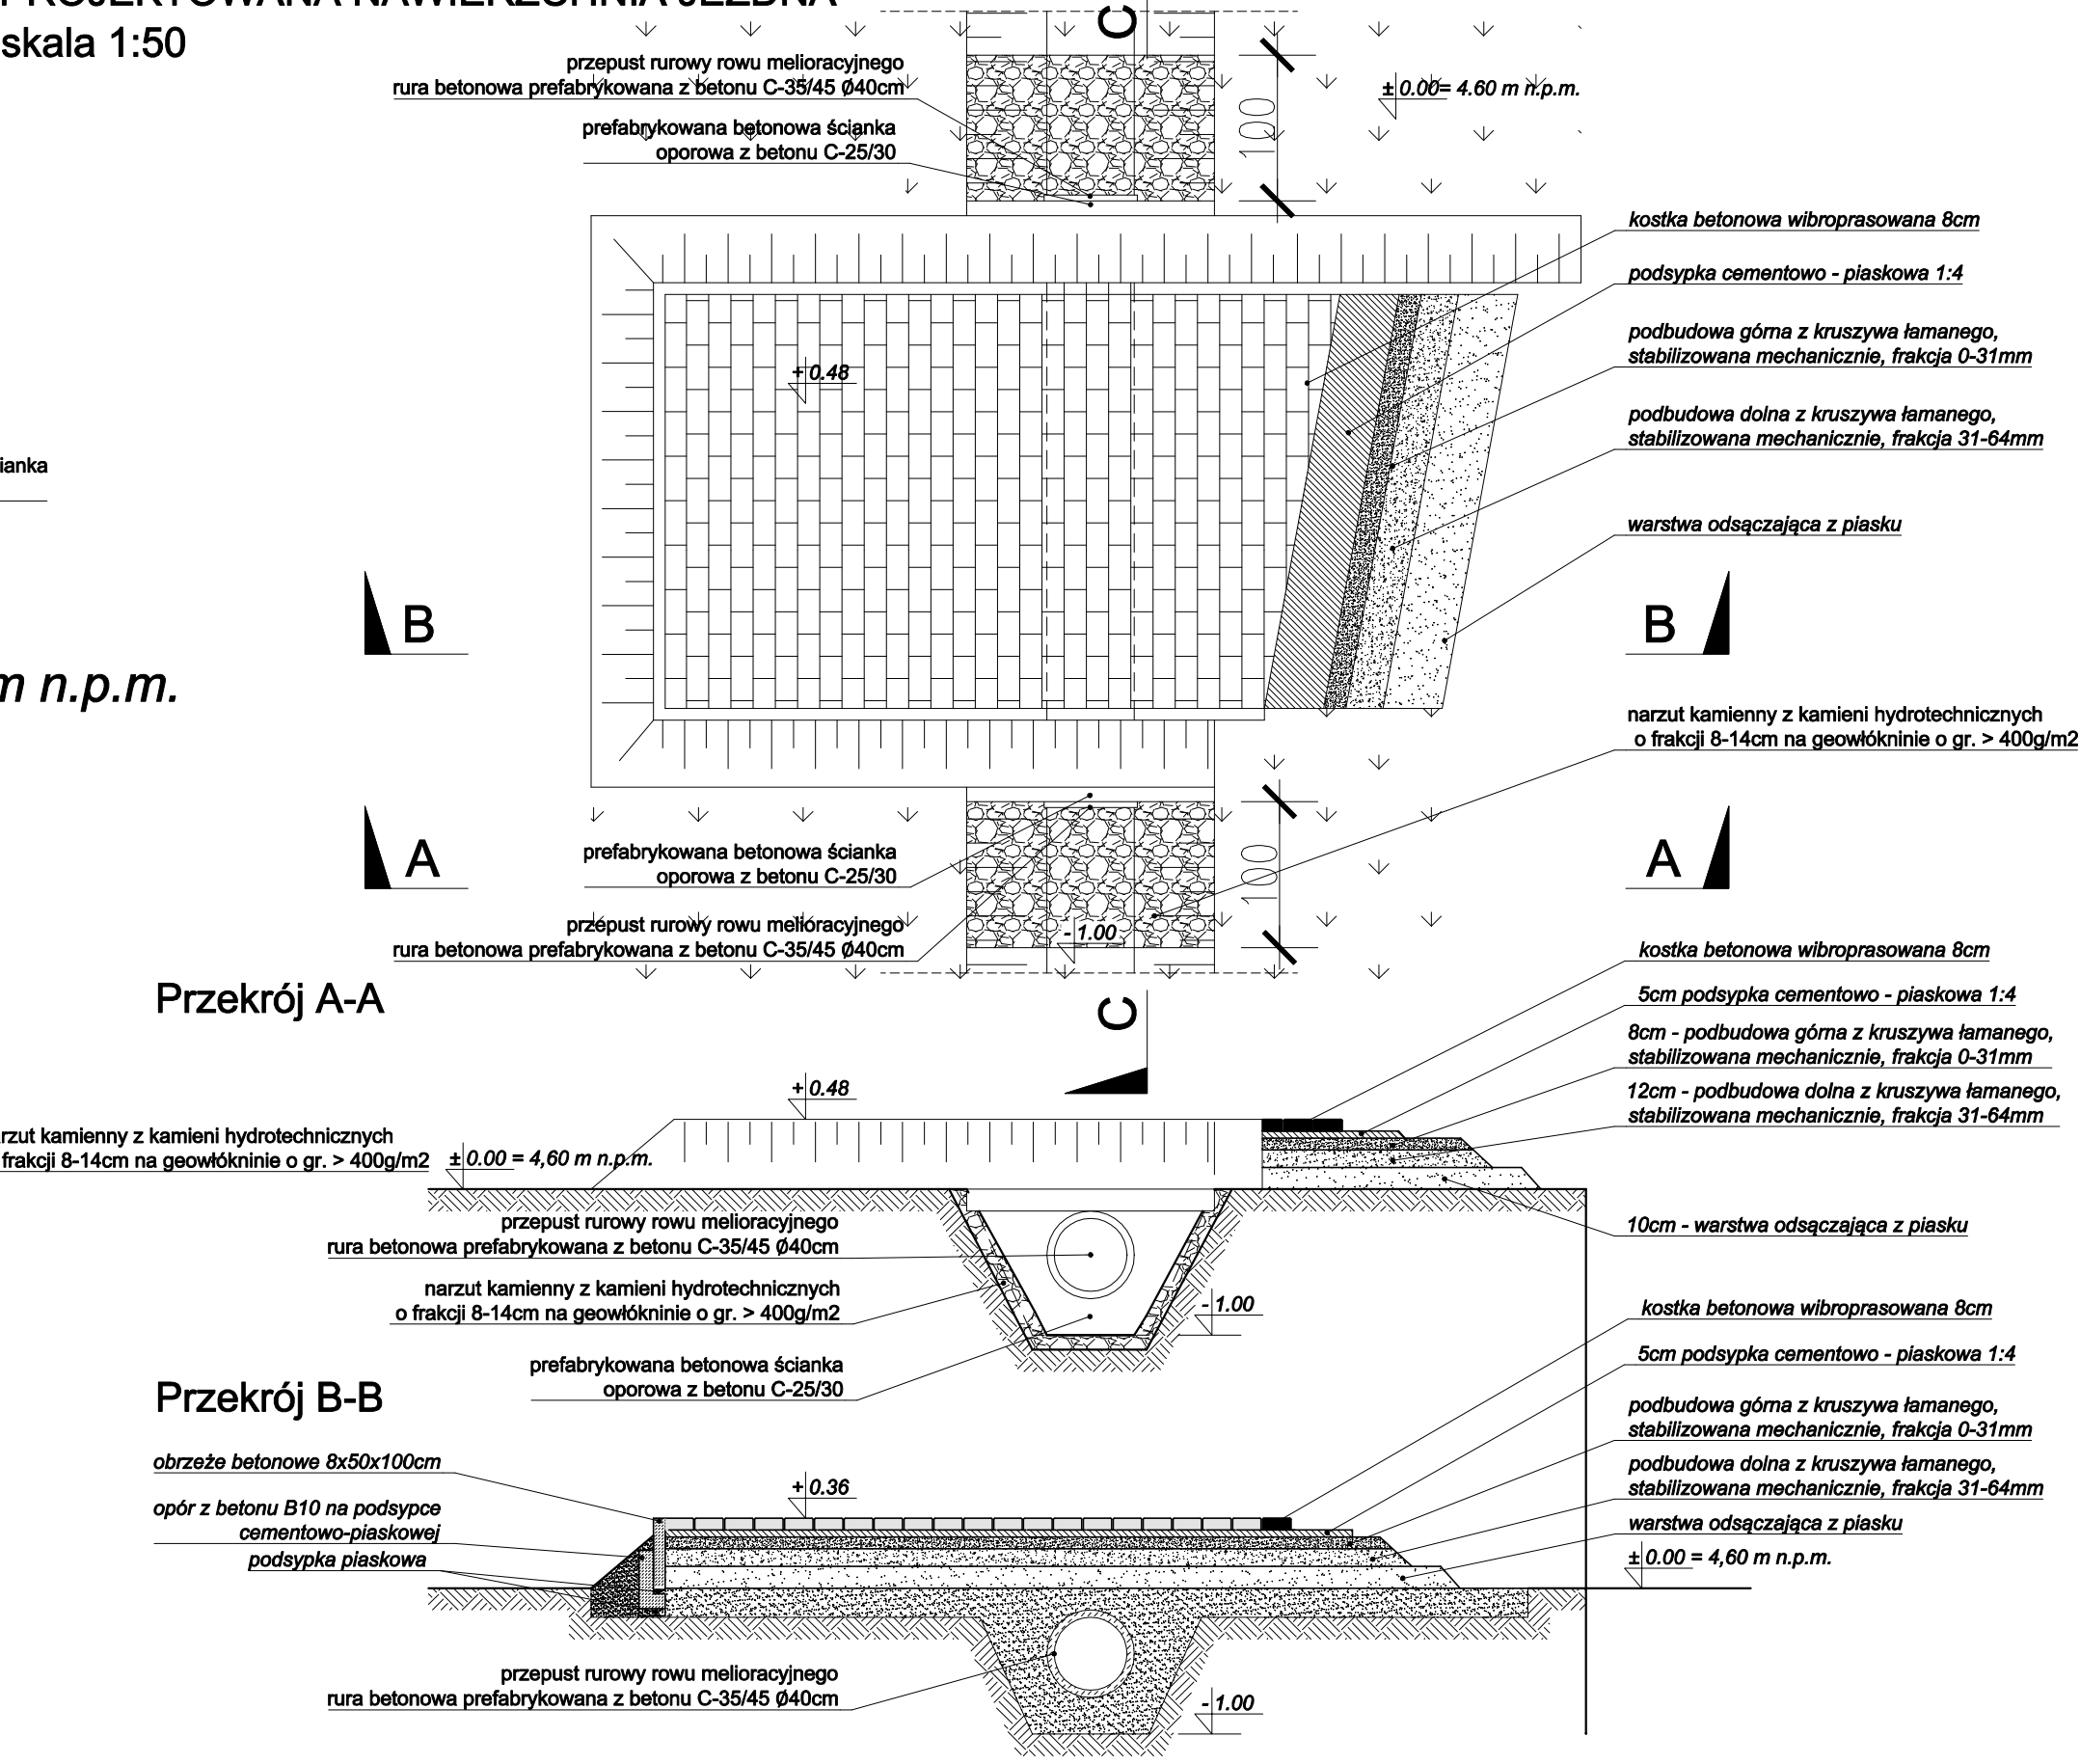 PROJEKTOWANA NAWIERZCHNIA JEZDNA
skala 1:50
C
przepust rurowy rowu melioracyjnego
rura betonowa prefabrykowana z betonu C-35/45 Ø40cm
prefabrykowana betonowa ścianka
oporowa z betonu C-25/30
100
± 0.00= 4.60 m n.p.m.
kostka betonowa wibroprasowana 8cm
podsypka cementowo - piaskowa 1:4
podbudowa górna z kruszywa łamanego,
stabilizowana mechanicznie, frakcja 0-31mm
+ 0.48
podbudowa dolna z kruszywa łamanego,
stabilizowana mechanicznie, frakcja 31-64mm
ianka
warstwa odsączająca z piasku
B
B
m n.p.m.
narzut kamienny z kamieni hydrotechnicznych
o frakcji 8-14cm na geowłókninie o gr. > 400g/m2
A
A
prefabrykowana betonowa ścianka
oporowa z betonu C-25/30
100
przepust rurowy rowu melioracyjnego
rura betonowa prefabrykowana z betonu C-35/45 Ø40cm
- 1.00
Przekrój A-A
C
kostka betonowa wibroprasowana 8cm
5cm podsypka cementowo - piaskowa 1:4
8cm - podbudowa górna z kruszywa łamanego,
stabilizowana mechanicznie, frakcja 0-31mm
12cm - podbudowa dolna z kruszywa łamanego,
stabilizowana mechanicznie, frakcja 31-64mm
+ 0.48
rzut kamienny z kamieni hydrotechnicznych
frakcji 8-14cm na geowłókninie o gr. > 400g/m2
± 0.00 = 4,60 m n.p.m.
przepust rurowy rowu melioracyjnego
rura betonowa prefabrykowana z betonu C-35/45 Ø40cm
10cm - warstwa odsączająca z piasku
narzut kamienny z kamieni hydrotechnicznych
o frakcji 8-14cm na geowłókninie o gr. > 400g/m2
- 1.00
prefabrykowana betonowa ścianka
oporowa z betonu C-25/30
Przekrój B-B
kostka betonowa wibroprasowana 8cm
5cm podsypka cementowo - piaskowa 1:4
podbudowa górna z kruszywa łamanego,
stabilizowana mechanicznie, frakcja 0-31mm
podbudowa dolna z kruszywa łamanego,
stabilizowana mechanicznie, frakcja 31-64mm
warstwa odsączająca z piasku
± 0.00 = 4,60 m n.p.m.
obrzeże betonowe 8x50x100cm
+ 0.36
opór z betonu B10 na podsypce
cementowo-piaskowej
podsypka piaskowa
przepust rurowy rowu melioracyjnego
rura betonowa prefabrykowana z betonu C-35/45 Ø40cm
- 1.00